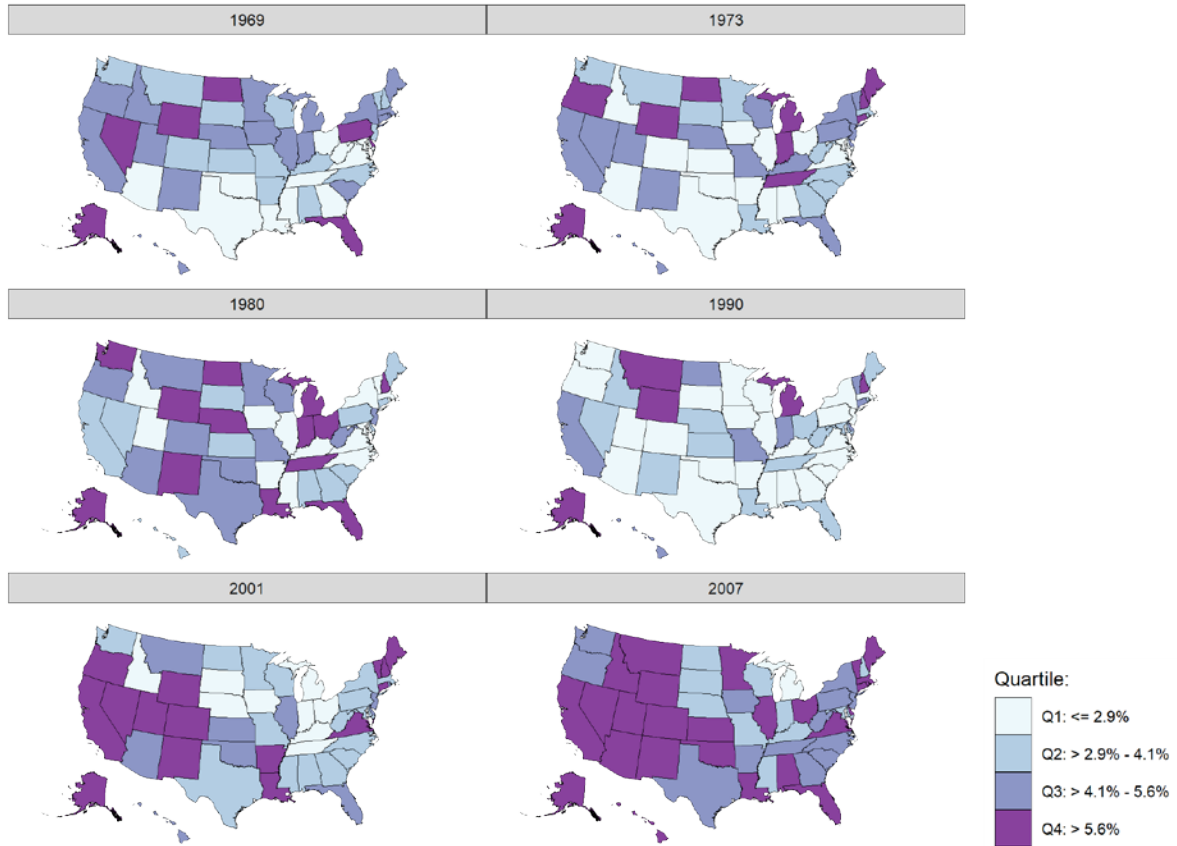 1969
1973
1980
1990
2001
2007
Quartile:
Q1: <= 2.9%
Q2: > 2.9% - 4.1%
Q3: > 4.1% - 5.6%
Q4: > 5.6%